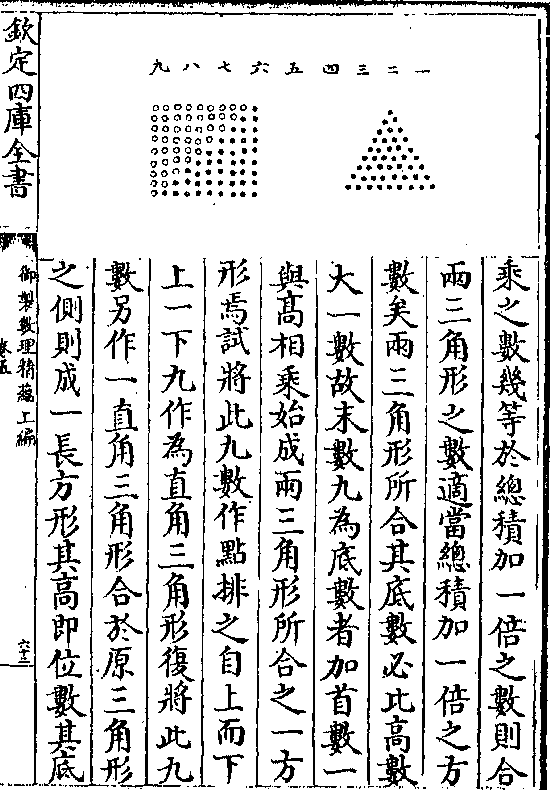 一二三四五六七八九
乘之數幾等於總積加一倍之數則合
兩三角形之數適當總積加一倍之方
數矣兩三角形所合其底數必比高數
大一數故末數九為底數者加首數一
與高相乘始成兩三角形所合之一方
形焉試將此九數作點排之自上而下
上一下九作為直角三角形復將此九
數另作一直角三角形合於原三角形
之側則成一長方形其高即位數其底
欽定四庫全書
御製數理精蘊上編
卷五
六十三